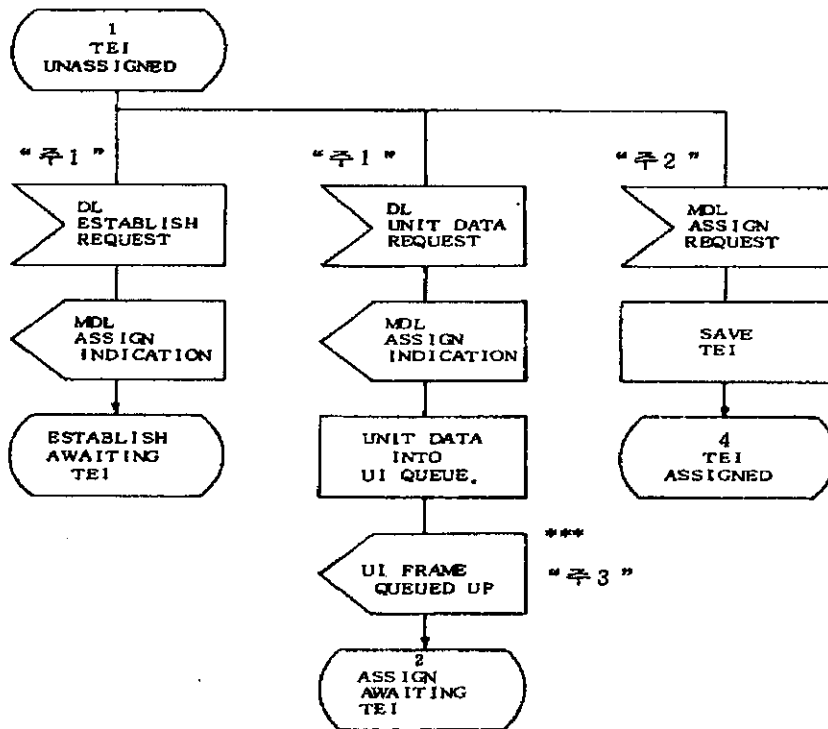 1
TEI
UNASSIGNED
“주1”
“주1”
“주2”
DL
ESTABLISH
REQUEST
DL
UNIT DATA
REQUEST
MDL
ASSIGN
REQUEST
MDL
ASSIGN
INDICATION
MDL
ASSIGN
INDICATION
SAVE
TEI
ESTABLISH
AWAITING
TEI
UNIT DATA
INTO
UI QUEUE.
4
TEI
ASSIGNED
UI FRAME
QUEUED UP
***
“주3”
2
ASSIGN
AWAITING
TEI